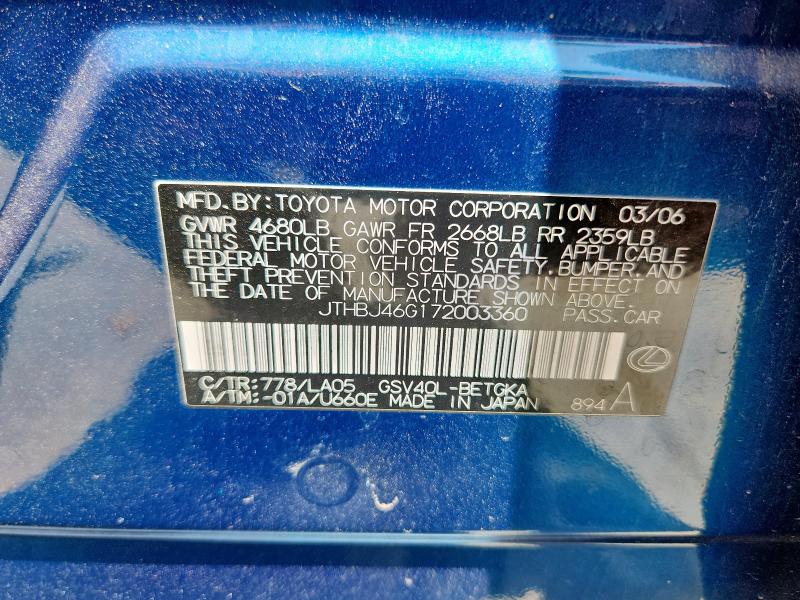 MFD. BY: TOYOTA MOTOR CORPORATION 03/06
GVWR 4680LB GAWR FR 2668LB RR 2359LB
THIS VEHICLE CONFORMS TO ALL APPLICABLE
FEDERAL MOTOR VEHICLE SAFETY, BUMPER, AND
THEFT PREVENTION STANDARDS IN EFFECT ON
THE DATE OF MANUFACTURE SHOWN ABOVE.
JTHBJ46G172003360 PASS. CAR
C/TR: 778/LA05 GSV40L-BETGKA
A/TM: -01A/U660E MADE IN JAPAN 894 A